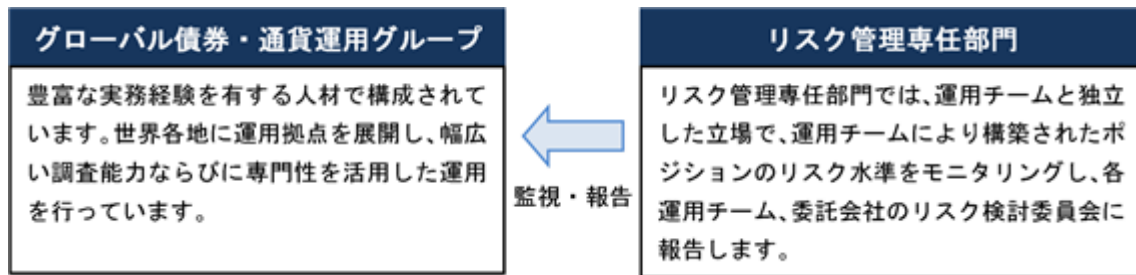 グローバル債券・通貨運用グループ
豊富な実務経験を有する人材で構成されて
います。世界各地に運用拠点を展開し、幅広
い調査能力ならびに専門性を活用した運用
を行っています。
監視・報告
リスク管理専任部門
リスク管理専任部門では、運用チームと独立
した立場で、運用チームにより構築されたポ
ジションのリスク水準をモニタリングし、各
運用チーム、委託会社のリスク検討委員会に
報告します。